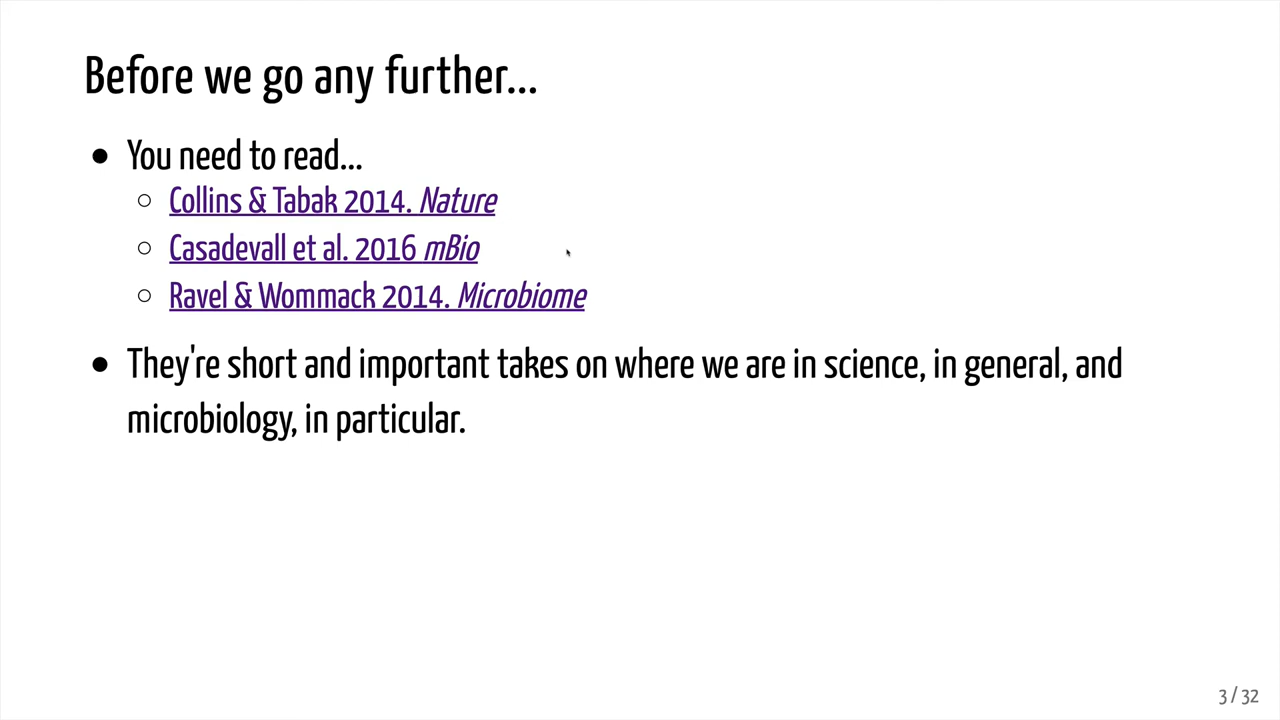 Before we go any further...
You need to read...
Collins & Tabak 2014. Nature
Casadevall et al. 2016 mBio
Ravel & Wommack 2014. Microbiome
They're short and important takes on where we are in science, in general, and
microbiology, in particular.
3 / 32